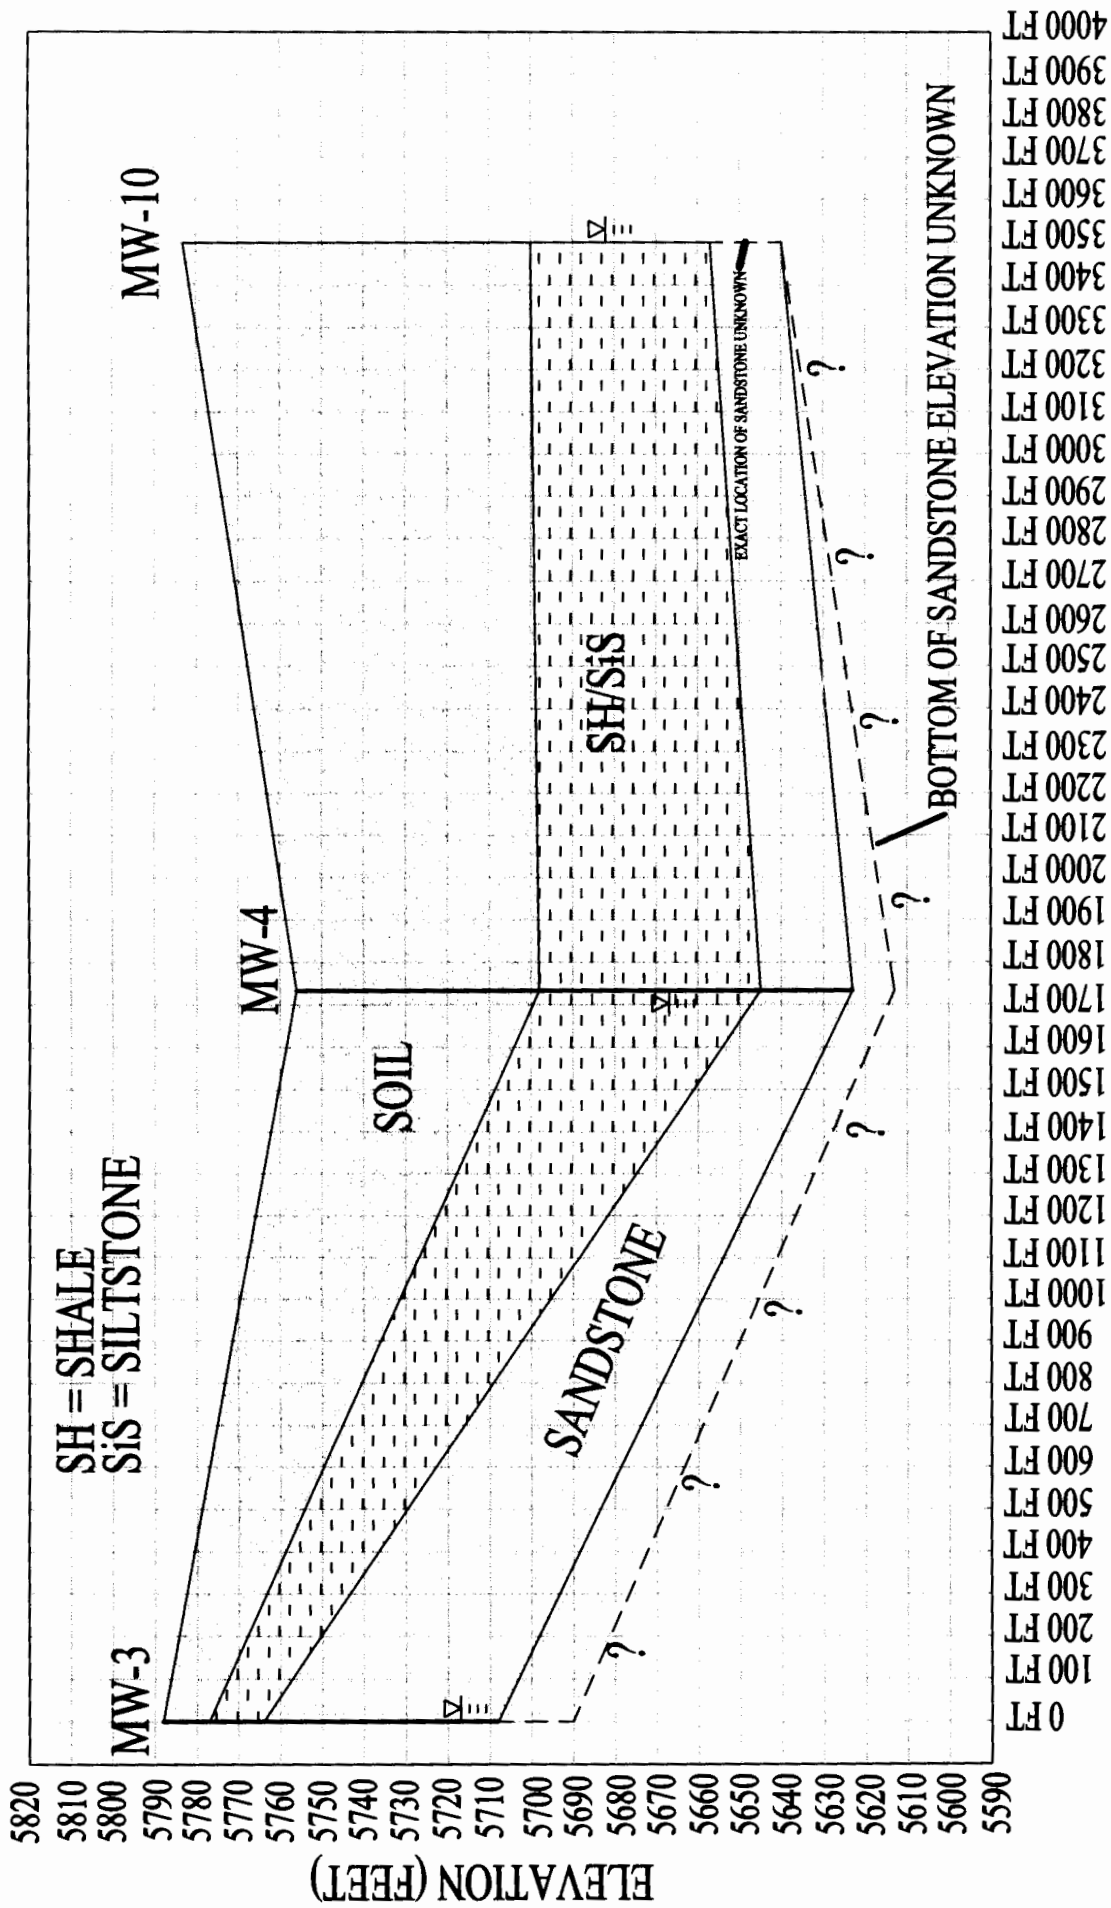 SH = SHALE
SiS = SILTSTONE
MW-3
MW-4
MW-10
SOIL
SH/SiS
SANDSTONE
EXACT LOCATION OF SANDSTONE UNKNOWN
?
?
?
?
?
?
?
?
BOTTOM OF SANDSTONE ELEVATION UNKNOWN
ELEVATION (FEET)
5820
5810
5800
5790
5780
5770
5760
5750
5740
5730
5720
5710
5700
5690
5680
5670
5660
5650
5640
5630
5620
5610
5600
5590
0 FT
100 FT
200 FT
300 FT
400 FT
500 FT
600 FT
700 FT
800 FT
900 FT
1000 FT
1100 FT
1200 FT
1300 FT
1400 FT
1500 FT
1600 FT
1700 FT
1800 FT
1900 FT
2000 FT
2100 FT
2200 FT
2300 FT
2400 FT
2500 FT
2600 FT
2700 FT
2800 FT
2900 FT
3000 FT
3100 FT
3200 FT
3300 FT
3400 FT
3500 FT
3600 FT
3700 FT
3800 FT
3900 FT
4000 FT